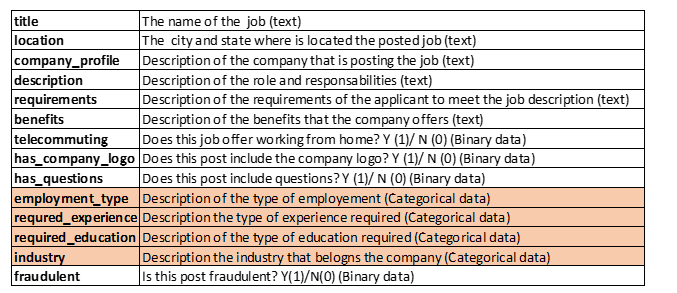 title The name of the job (text)
location The city and state where is located the posted job (text)
company_profile Description of the company that is posting the job (text)
description Description of the role and responsabilities (text)
requirements Description of the requirements of the applicant to meet the job description (text)
benefits Description of the benefits that the company offers (text)
telecommuting Does this job offer working from home? Y (1)/ N (0) (Binary data)
has_company_logo Does this post include the company logo? Y (1)/ N (0) (Binary data)
has_questions Does this post include questions? Y (1)/ N (0) (Binary data)
employment_type Description of the type of employement (Categorical data)
requred_experience Description the type of experience required (Categorical data)
required_education Description of the type of education required (Categorical data)
industry Description the industry that belogns the company (Categorical data)
fraudulent Is this post fraudulent? Y(1)/N(0) (Binary data)